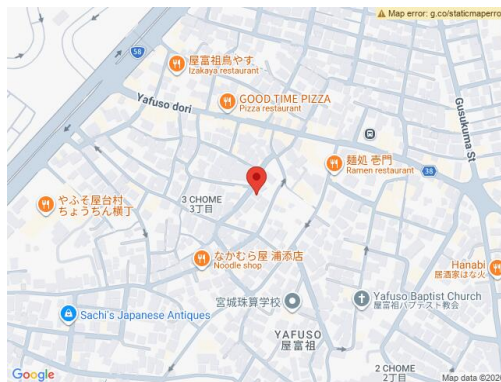 Map error: g.co/staticmaperro
58
屋富祖鳥やす
Izakaya restaurant
Yafuso dori
GOOD TIME PIZZA
Pizza restaurant
Gusukuma St
麺処 壱門
Ramen restaurant
38
3 CHOME
3丁目
やふそ屋台村
ちょうちん横丁
なかむら屋 浦添店
Noodle shop
Hanabi
居酒家はな火
宮城珠算学校
Yafuso Baptist Church
屋富祖バプテスト教会
Sachi's Japanese Antiques
YAFUSO
屋富祖
2 CHOME
2丁目
Google
Map data ©202